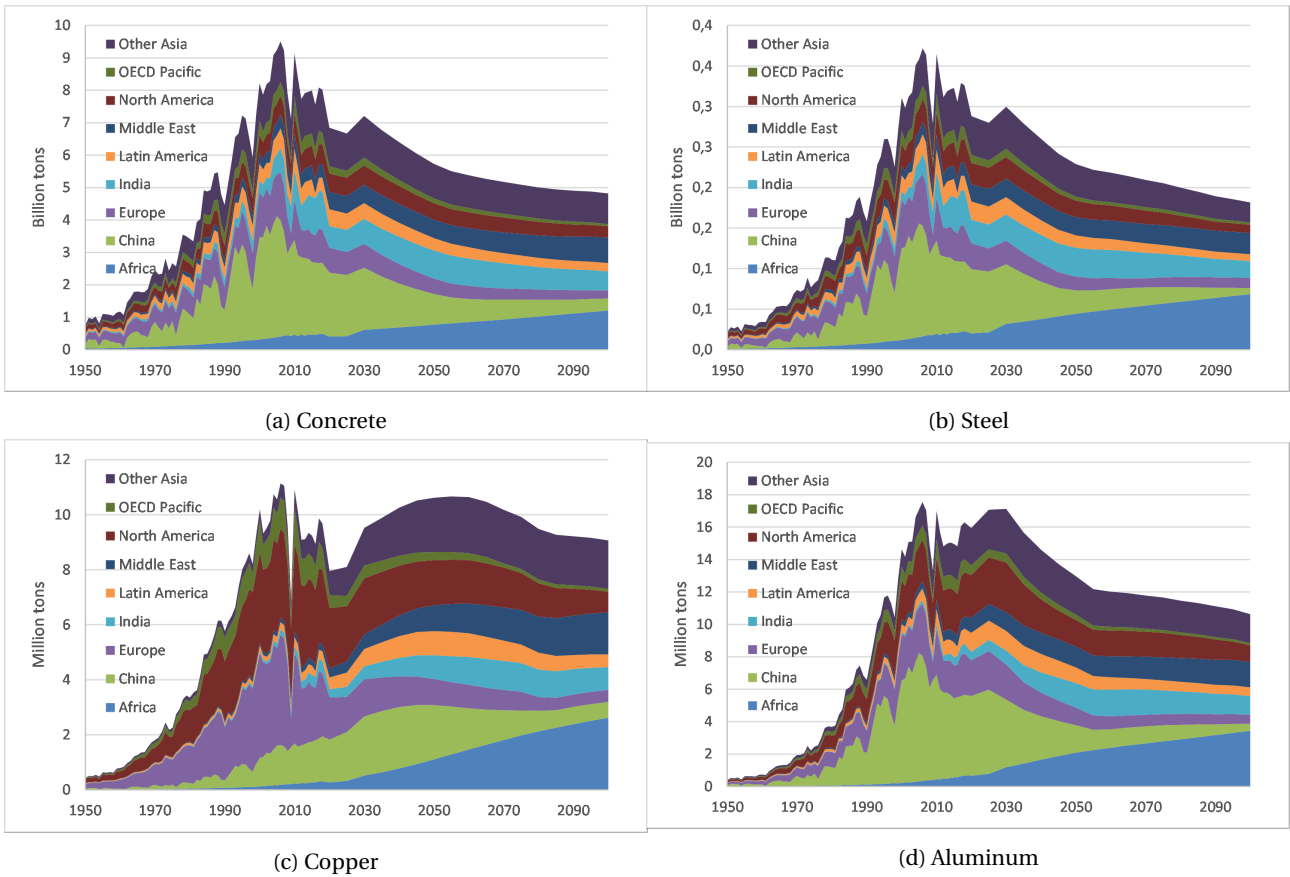 10
9
8
7
6
5
4
3
2
1
0
Billion tons
Other Asia
OECD Pacific
North America
Middle East
Latin America
India
Europe
China
Africa
1950 1970 1990 2010 2030 2050 2070 2090
(a) Concrete
0,4
0,4
0,3
0,3
0,2
0,2
0,1
0,1
0,0
Billion tons
Other Asia
OECD Pacific
North America
Middle East
Latin America
India
Europe
China
Africa
1950 1970 1990 2010 2030 2050 2070 2090
(b) Steel
12
10
8
6
4
2
0
Million tons
Other Asia
OECD Pacific
North America
Middle East
Latin America
India
Europe
China
Africa
1950 1970 1990 2010 2030 2050 2070 2090
(c) Copper
20
18
16
14
12
10
8
6
4
2
0
Million tons
Other Asia
OECD Pacific
North America
Middle East
Latin America
India
Europe
China
Africa
1950 1970 1990 2010 2030 2050 2070 2090
(d) Aluminum